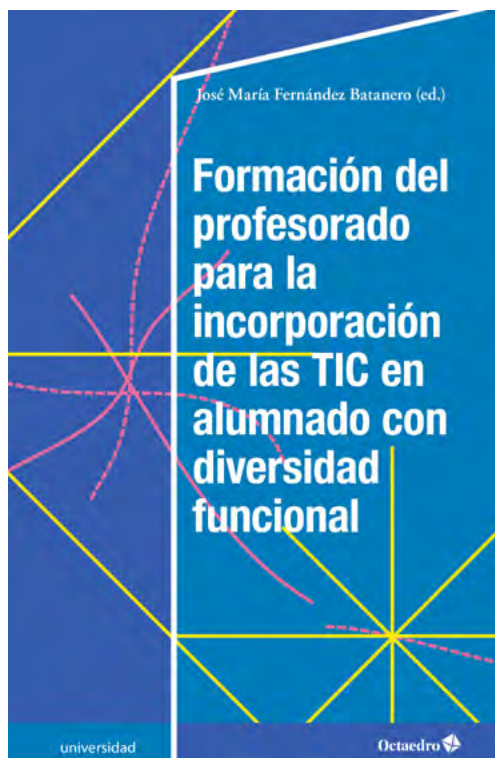 José María Fernández Batanero (ed.)
Formación del
profesorado
para la
incorporación
de las TIC en
alumnado con
diversidad
funcional
universidad
Octaedro